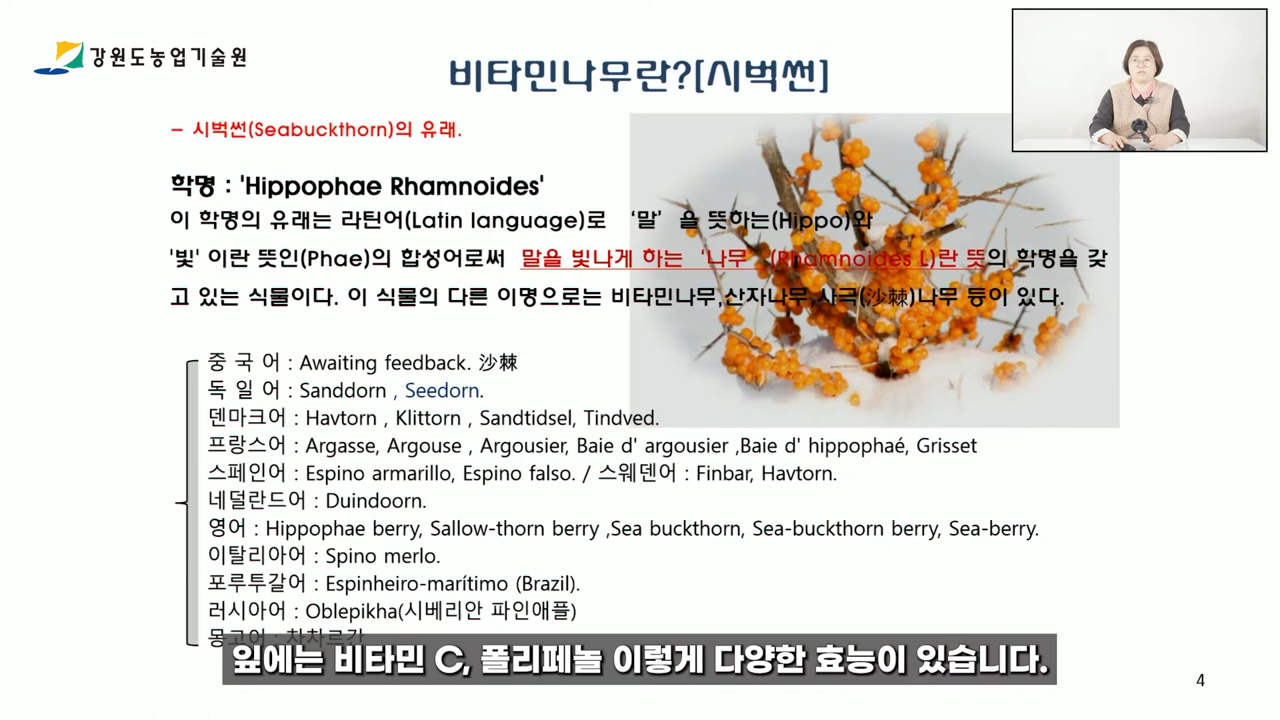 강원도농업기술원
비타민나무란?[시벅썬]
- 시벅썬(Seabuckthorn)의 유래.
학명 : 'Hippophae Rhamnoides'
이 학명의 유래는 라틴어(Latin language)로 ‘말’ 을 뜻하는(Hippo)와
'빛' 이란 뜻인(Phae)의 합성어로써 말을 빛나게 하는 ‘나무’ (Rhamnoides L)란 뜻의 학명을 갖
고 있는 식물이다. 이 식물의 다른 이명으로는 비타민나무,산자나무,사극(沙棘)나무 등이 있다.
중 국 어 : Awaiting feedback. 沙棘
독 일 어 : Sanddorn , Seedorn.
덴마크어 : Havtorn , Klittorn , Sandtidsel, Tindved.
프랑스어 : Argasse, Argouse , Argousier, Baie d' argousier ,Baie d' hippophaé, Grisset
스페인어 : Espino armarillo, Espino falso. / 스웨덴어 : Finbar, Havtorn.
네덜란드어 : Duindoorn.
영어 : Hippophae berry, Sallow-thorn berry ,Sea buckthorn, Sea-buckthorn berry, Sea-berry.
이탈리아어 : Spino merlo.
포루투갈어 : Espinheiro-marítimo (Brazil).
러시아어 : Oblepikha(시베리안 파인애플)
몽고어 : 차차르간
잎에는 비타민 C, 폴리페놀 이렇게 다양한 효능이 있습니다.
4